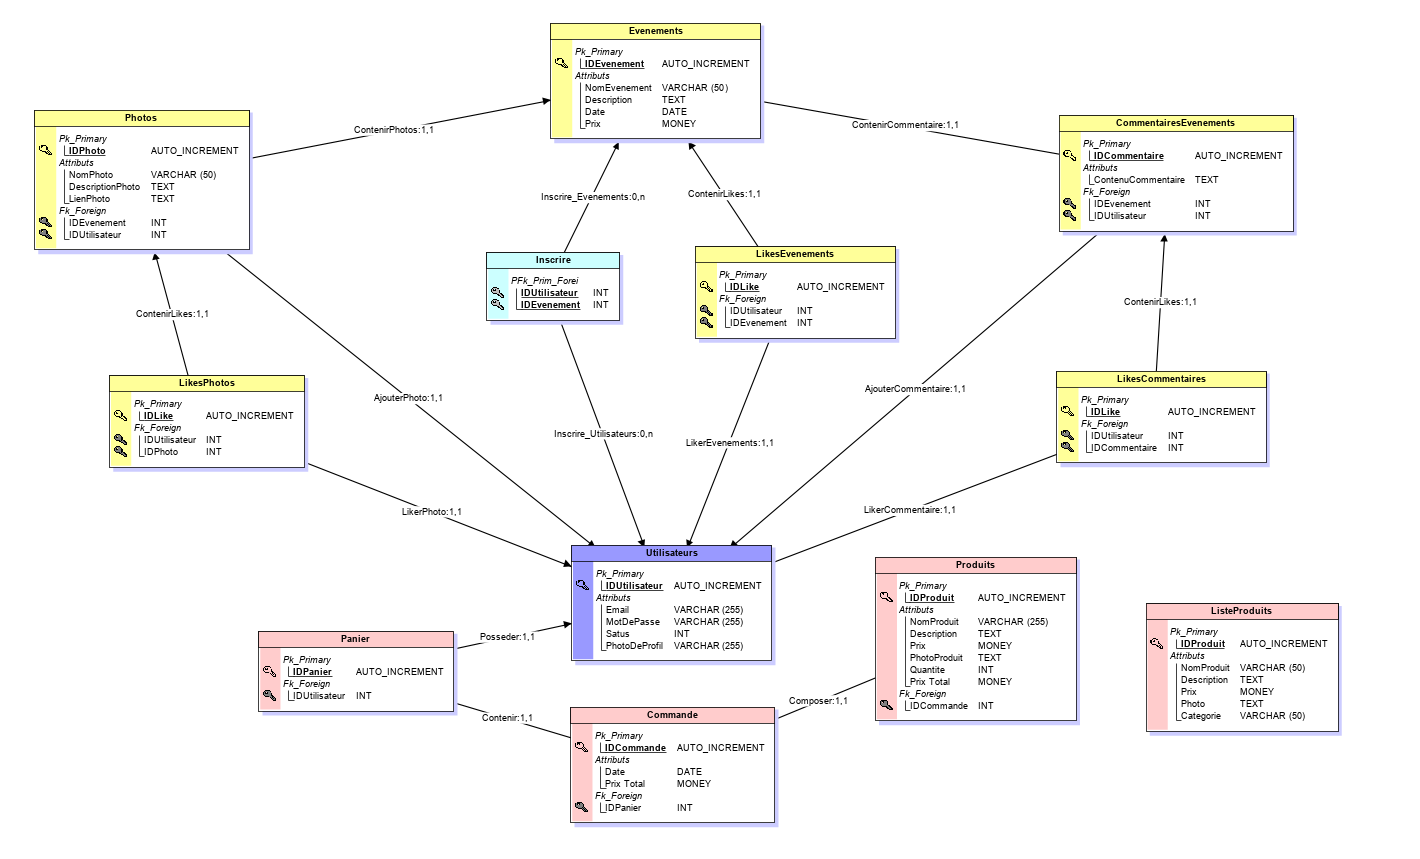 Evenements
Pk_Primary
IDEvenement AUTO_INCREMENT
Attributs
NomEvenement VARCHAR (50)
Description TEXT
Date DATE
Prix MONEY
Photos
Pk_Primary
IDPhoto AUTO_INCREMENT
Attributs
NomPhoto VARCHAR (50)
DescriptionPhoto TEXT
LienPhoto TEXT
Fk_Foreign
IDEvenement INT
IDUtilisateur INT
ContenirPhotos:1,1
ContenirCommentaire:1,1
CommentairesEvenements
Pk_Primary
IDCommentaire AUTO_INCREMENT
Attributs
ContenuCommentaire TEXT
Fk_Foreign
IDEvenement INT
IDUtilisateur INT
Inscrire_Evenements:0,n
ContenirLikes:1,1
Inscrire
PFk_Prim_Forei
IDUtilisateur INT
IDEvenement INT
LikesEvenements
Pk_Primary
IDLike AUTO_INCREMENT
Fk_Foreign
IDUtilisateur INT
IDEvenement INT
ContenirLikes:1,1
ContenirLikes:1,1
LikesPhotos
Pk_Primary
IDLike AUTO_INCREMENT
Fk_Foreign
IDUtilisateur INT
IDPhoto INT
AjouterPhoto:1,1
AjouterCommentaire:1,1
LikesCommentaires
Pk_Primary
IDLike AUTO_INCREMENT
Fk_Foreign
IDUtilisateur INT
IDCommentaire INT
Inscrire_Utilisateurs:0,n
LikerEvenements:1,1
LikerPhoto:1,1
LikerCommentaire:1,1
Utilisateurs
Pk_Primary
IDUtilisateur AUTO_INCREMENT
Attributs
Email VARCHAR (255)
MotDePasse VARCHAR (255)
Satus INT
PhotoDeProfil VARCHAR (255)
Produits
Pk_Primary
IDProduit AUTO_INCREMENT
Attributs
NomProduit VARCHAR (255)
Description TEXT
Prix MONEY
PhotoProduit TEXT
Quantite INT
Prix Total MONEY
Fk_Foreign
IDCommande INT
ListeProduits
Pk_Primary
IDProduit AUTO_INCREMENT
Attributs
NomProduit VARCHAR (50)
Description TEXT
Prix MONEY
Photo TEXT
Categorie VARCHAR (50)
Panier
Pk_Primary
IDPanier AUTO_INCREMENT
Fk_Foreign
IDUtilisateur INT
Posseder:1,1
Contenir:1,1
Composer:1,1
Commande
Pk_Primary
IDCommande AUTO_INCREMENT
Attributs
Date DATE
Prix Total MONEY
Fk_Foreign
IDPanier INT